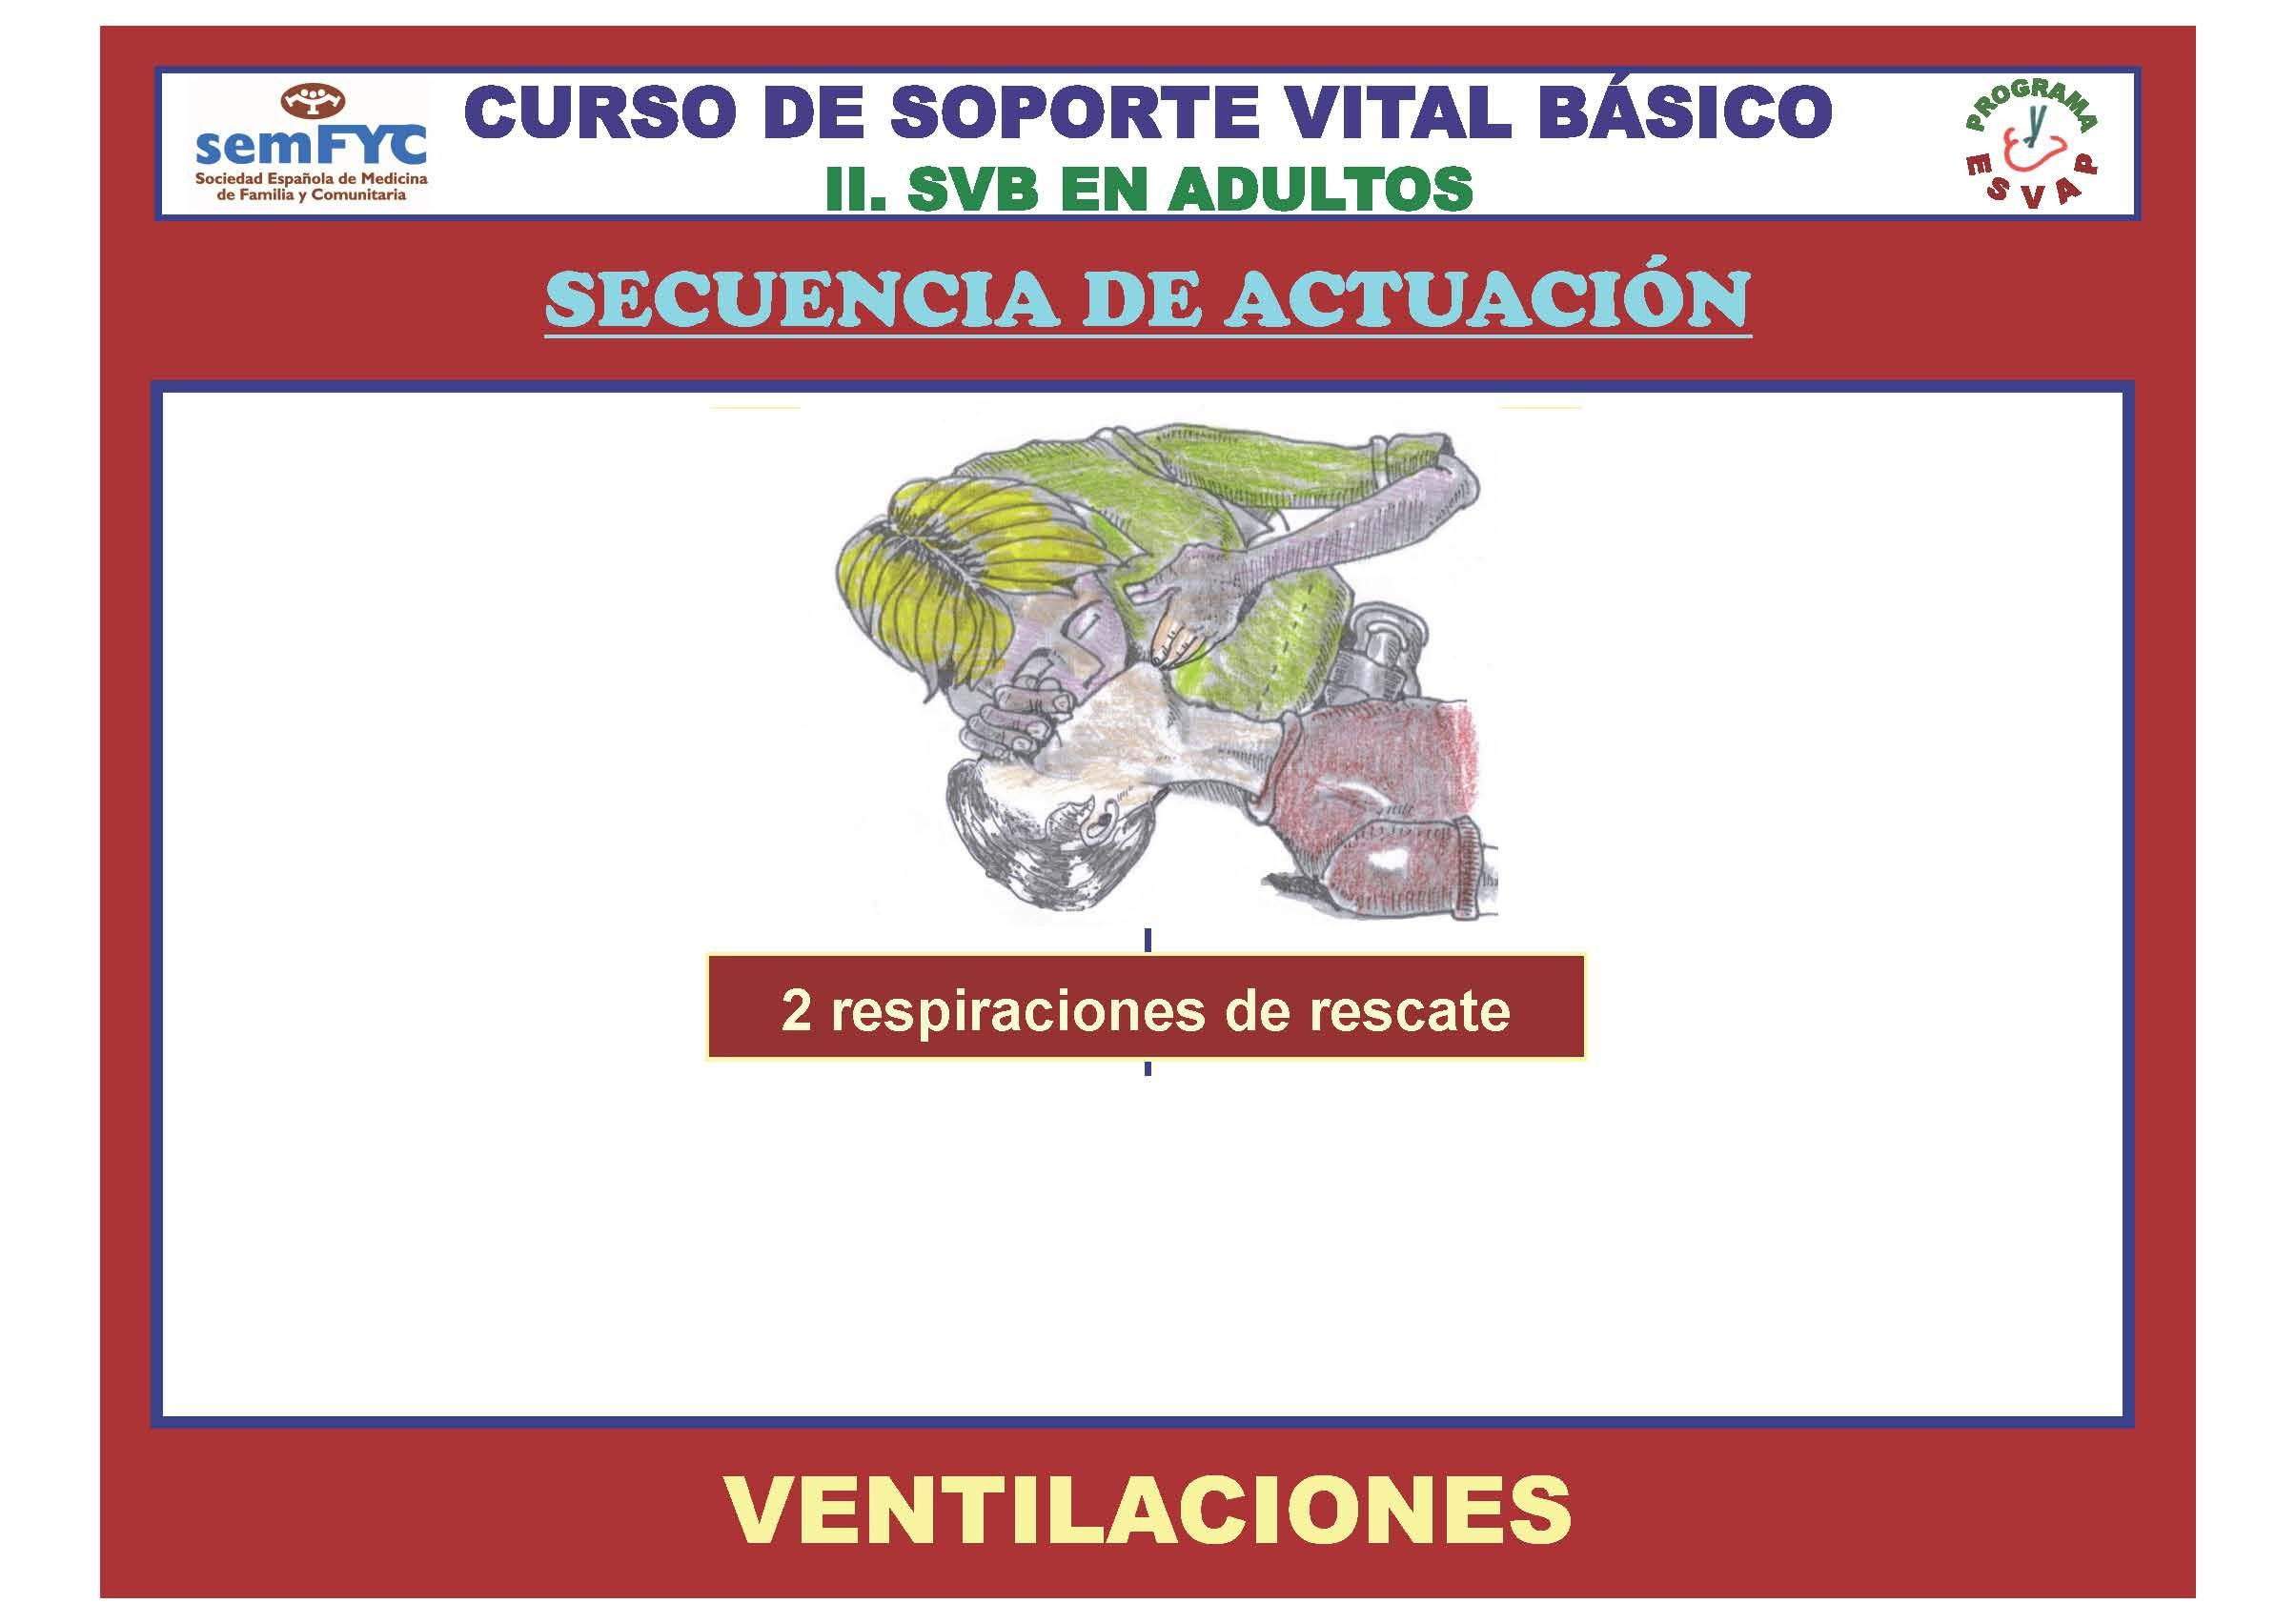 semFYC
Sociedad Española de Medicina
de Familia y Comunitaria
CURSO DE SOPORTE VITAL BÁSICO
II. SVB EN ADULTOS
PROGRAMA
ESVAP
SECUENCIA DE ACTUACIÓN
2 respiraciones de rescate
VENTILACIONES